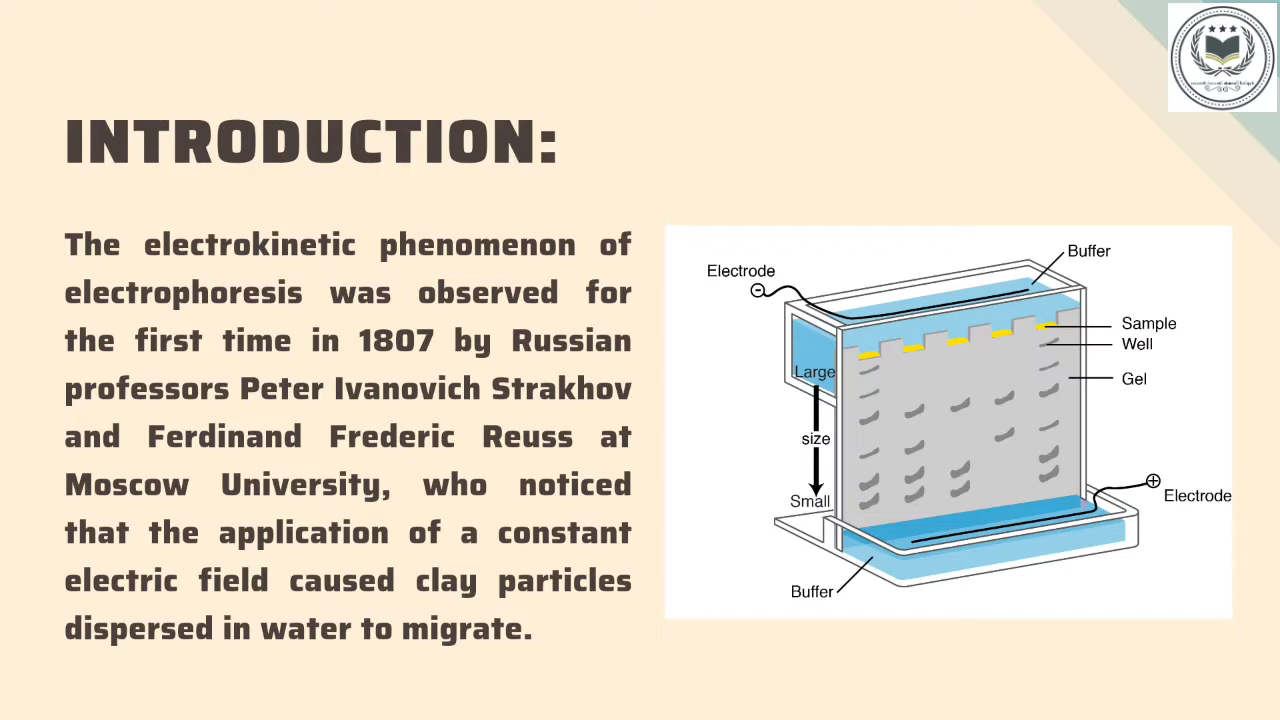 INTRODUCTION:
The electrokinetic phenomenon of
electrophoresis was observed for
the first time in 1807 by Russian
professors Peter Ivanovich Strakhov
and Ferdinand Frederic Reuss at
Moscow University, who noticed
that the application of a constant
electric field caused clay particles
dispersed in water to migrate.
Buffer
Electrode
-
Sample
Well
Large
Gel
size
+
Electrode
Small
Buffer